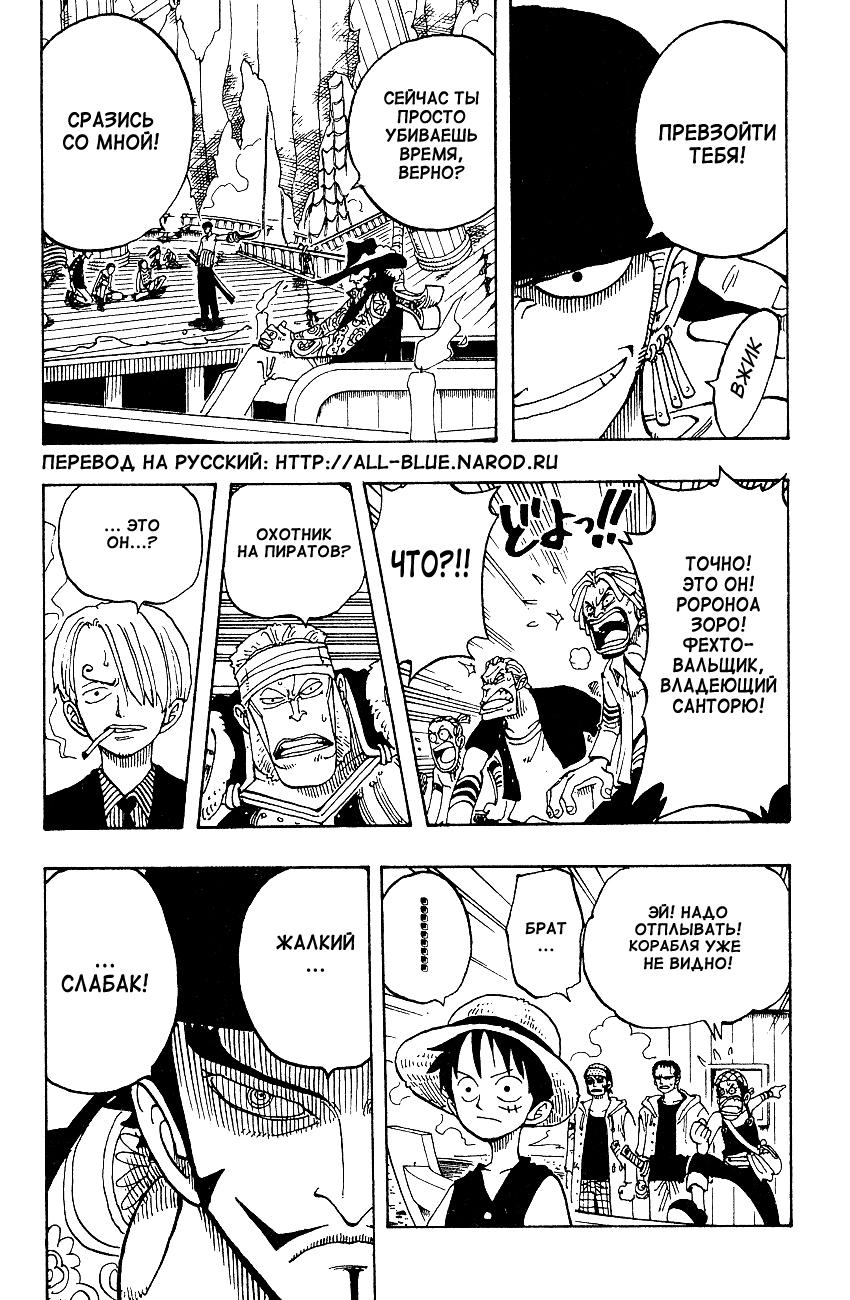 ПРЕВЗОЙТИ
ТЕБЯ!
ВЖИК
СЕЙЧАС ТЫ
ПРОСТО
УБИВАЕШЬ
ВРЕМЯ,
ВЕРНО?
СРАЗИСЬ
СО МНОЙ!
ПЕРЕВОД НА РУССКИЙ: HTTP://ALL-BLUE.NAROD.RU
ТОЧНО!
ЭТО ОН!
РОРОНОА
ЗОРО!
ФЕХТО-
ВАЛЬЩИК,
ВЛАДЕЮЩИЙ
САНТОРЮ!
どよっ!!
ЧТО?!!
ОХОТНИК
НА ПИРАТОВ?
... ЭТО
ОН...?
ЭЙ! НАДО
ОТПЛЫВАТЬ!
КОРАБЛЯ УЖЕ
НЕ ВИДНО!
БРАТ
...
ЖАЛКИЙ
...
...
СЛАБАК!